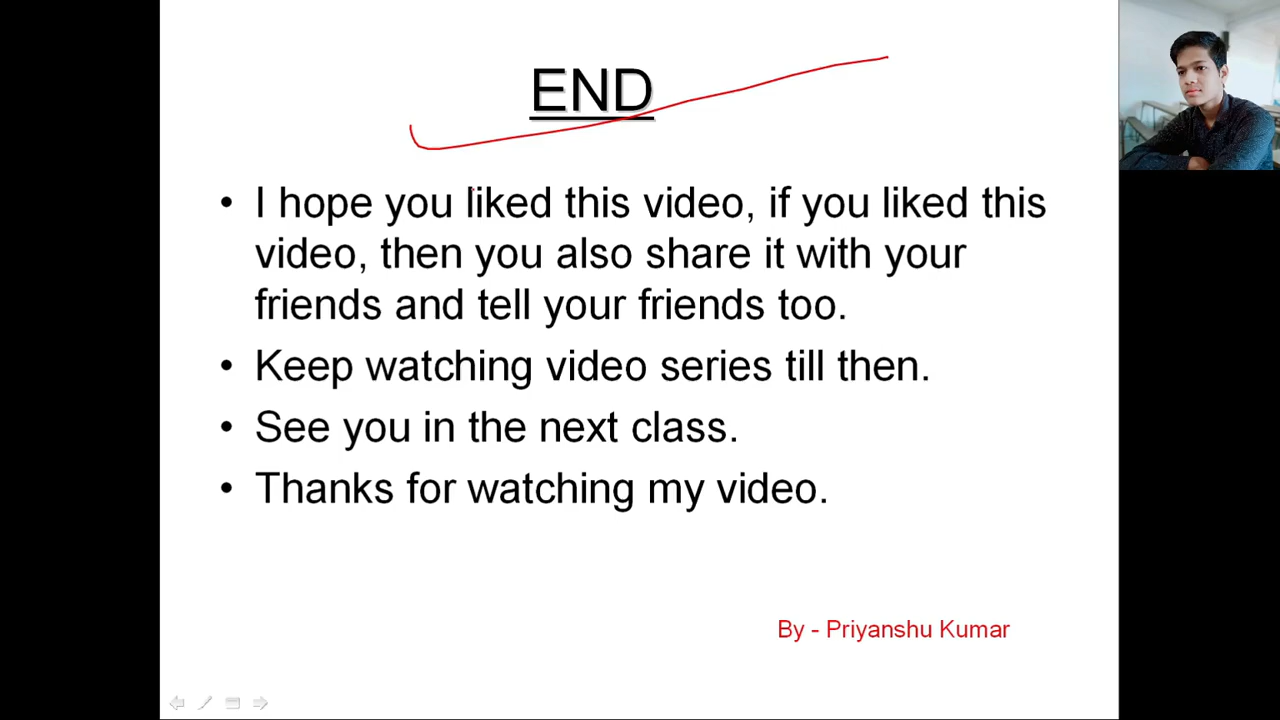 END
• I hope you liked this video, if you liked this
video, then you also share it with your
friends and tell your friends too.
• Keep watching video series till then.
• See you in the next class.
• Thanks for watching my video.
By - Priyanshu Kumar